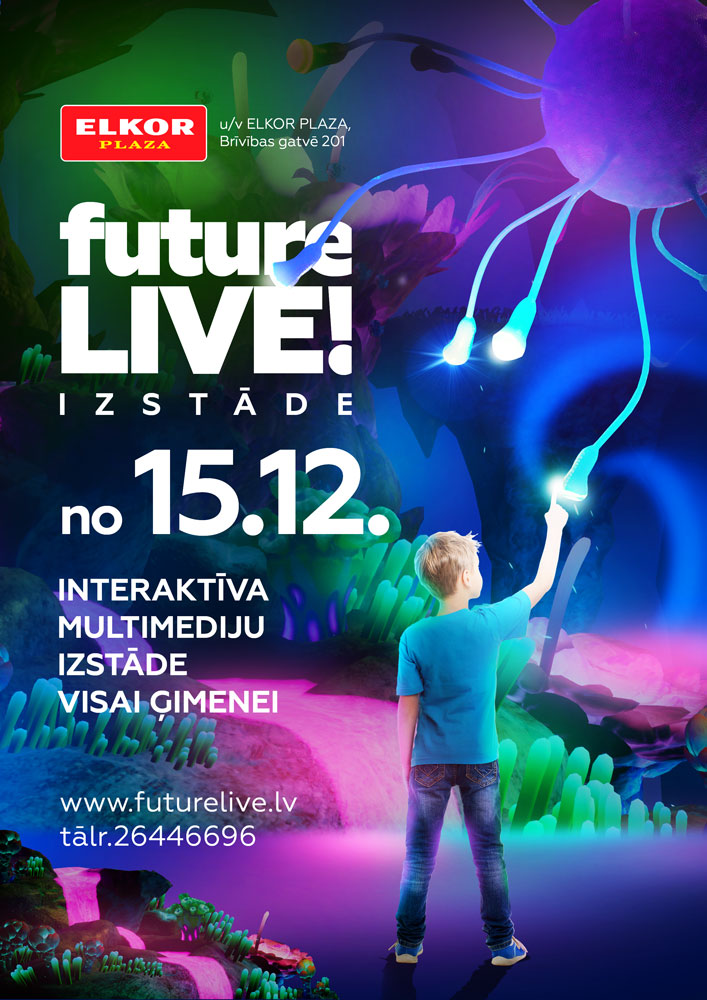 ELKOR
PLAZA
u/v ELKOR PLAZA,
Brīvības gatvē 201
future
LIVE!
IZSTĀDE
no 15.12.
INTERAKTĪVA
MULTIMEDIJU
IZSTĀDE
VISAI ĢIMENEI
www.futurelive.lv
tālr.26446696